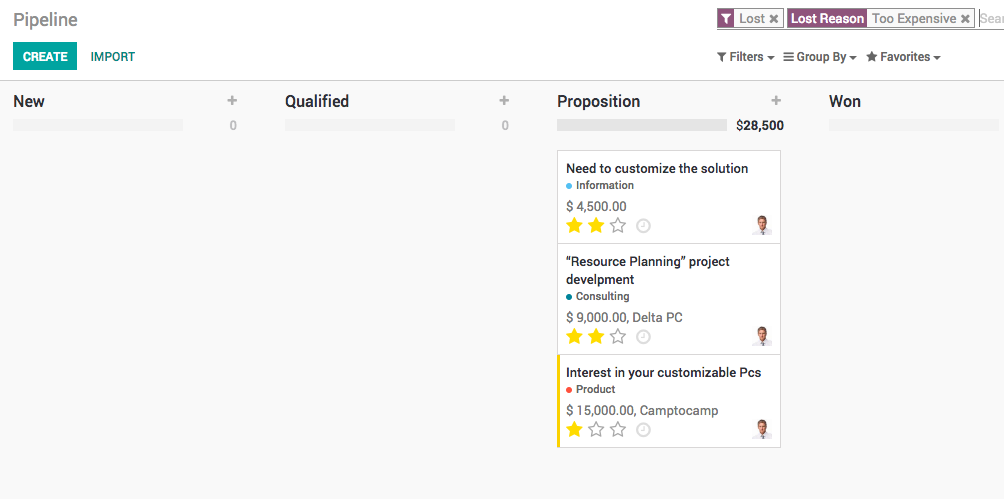 Pipeline
Lost ✖
Lost Reason Too Expensive ✖
CREATE IMPORT
Filters Group By Favorites
New +
0
Qualified +
0
Proposition +
$28,500
Need to customize the solution
Information
$ 4,500.00
“Resource Planning” project
develpment
Consulting
$ 9,000.00, Delta PC
Interest in your customizable Pcs
Product
$ 15,000.00, Camptocamp
Won